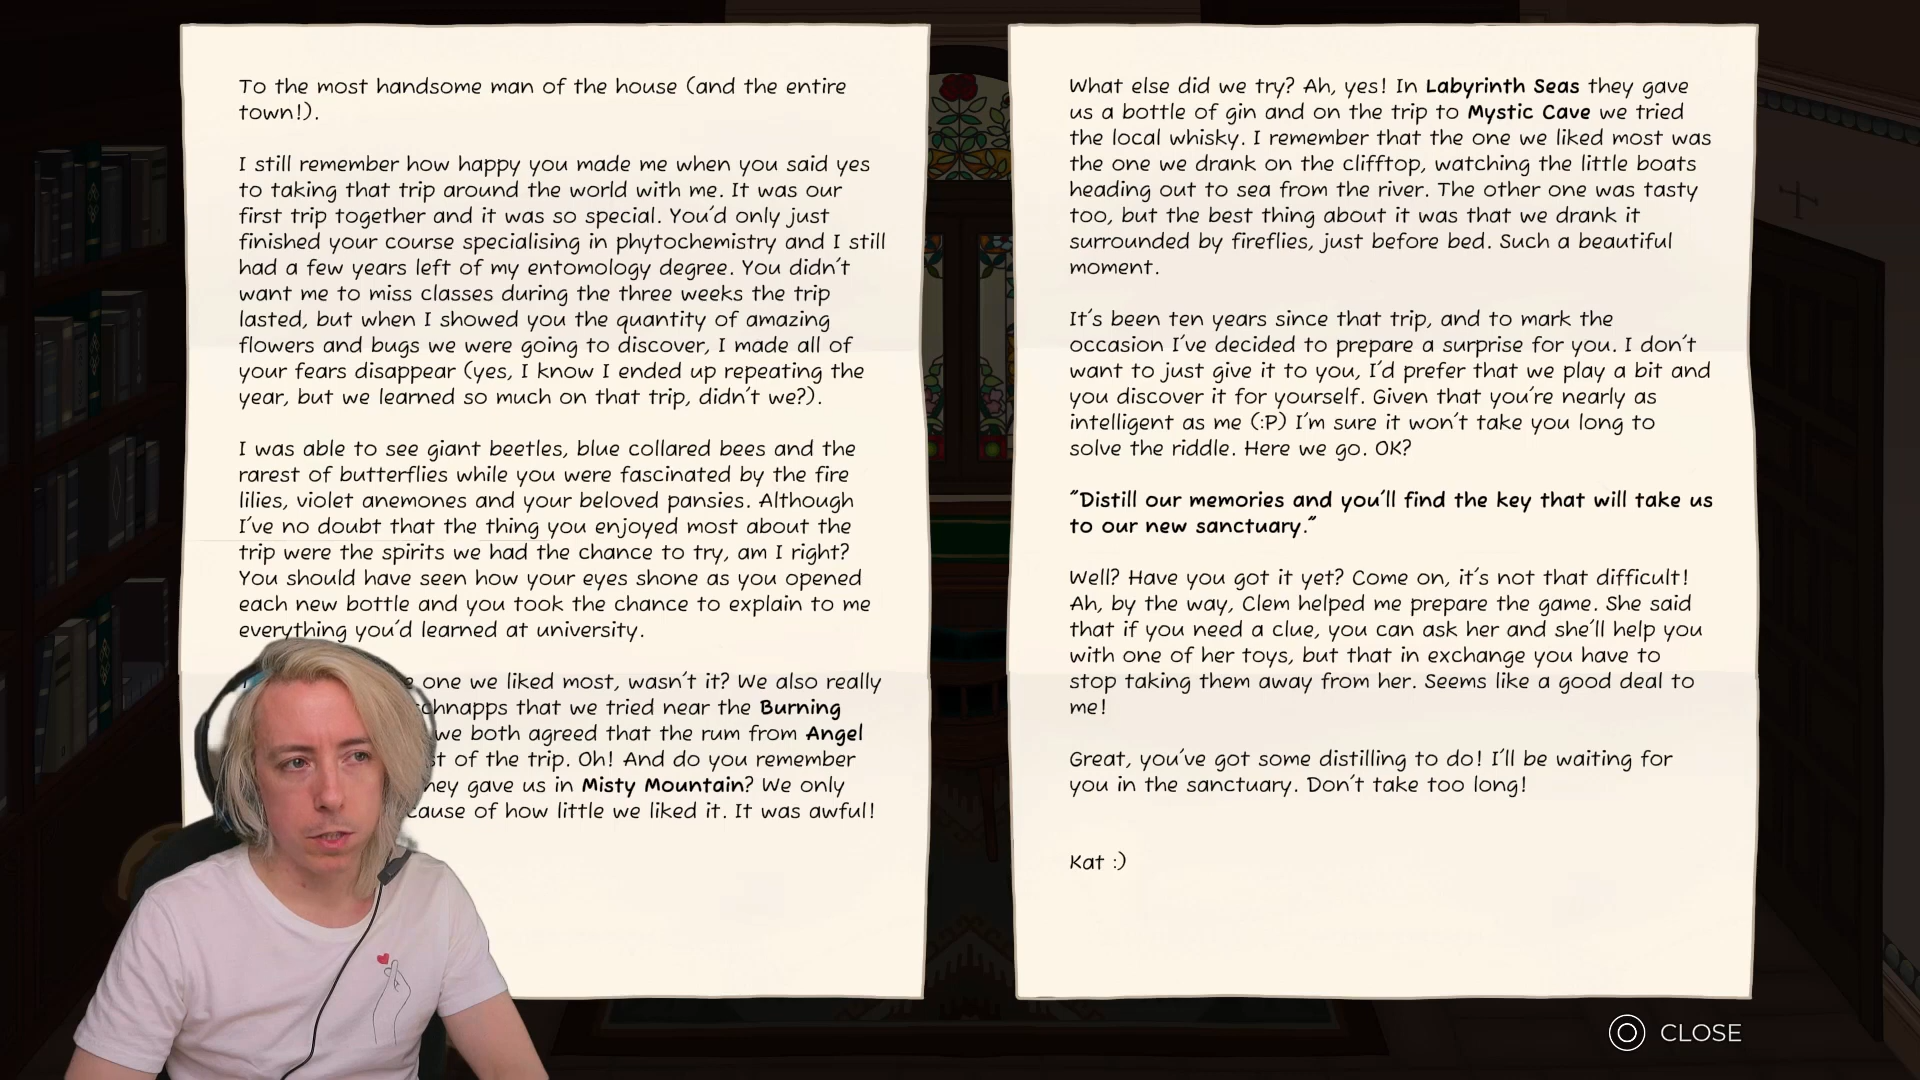 To the most handsome man of the house (and the entire
town!).
I still remember how happy you made me when you said yes
to taking that trip around the world with me. It was our
first trip together and it was so special. You'd only just
finished your course specialising in phytochemistry and I still
had a few years left of my entomology degree. You didn't
want me to miss classes during the three weeks the trip
lasted, but when I showed you the quantity of amazing
flowers and bugs we were going to discover, I made all of
your fears disappear (yes, I know I ended up repeating the
year, but we learned so much on that trip, didn't we?).
I was able to see giant beetles, blue collared bees and the
rarest of butterflies while you were fascinated by the fire
lilies, violet anemones and your beloved pansies. Although
I've no doubt that the thing you enjoyed most about the
trip were the spirits we had the chance to try, am I right?
You should have seen how your eyes shone as you opened
each new bottle and you took the chance to explain to me
everything you'd learned at university.
one we liked most, wasn't it? We also really
that we tried near the Burning
we both agreed that the rum from Angel
of the trip. Oh! And do you remember
gave us in Misty Mountain? We only
of how little we liked it. It was awful!
What else did we try? Ah, yes! In Labyrinth Seas they gave
us a bottle of gin and on the trip to Mystic Cave we tried
the local whisky. I remember that the one we liked most was
the one we drank on the clifftop, watching the little boats
heading out to sea from the river. The other one was tasty
too, but the best thing about it was that we drank it
surrounded by fireflies, just before bed. Such a beautiful
moment.
It's been ten years since that trip, and to mark the
occasion I've decided to prepare a surprise for you. I don't
want to just give it to you, I'd prefer that we play a bit and
you discover it for yourself. Given that you're nearly as
intelligent as me (:P) I'm sure it won't take you long to
solve the riddle. Here we go. OK?
"Distill our memories and you'll find the key that will take us
to our new sanctuary."
Well? Have you got it yet? Come on, it's not that difficult!
Ah, by the way, Clem helped me prepare the game. She said
that if you need a clue, you can ask her and she'll help you
with one of her toys, but that in exchange you have to
stop taking them away from her. Seems like a good deal to
me!
Great, you've got some distilling to do! I'll be waiting for
you in the sanctuary. Don't take too long!
Kat :)
CLOSE